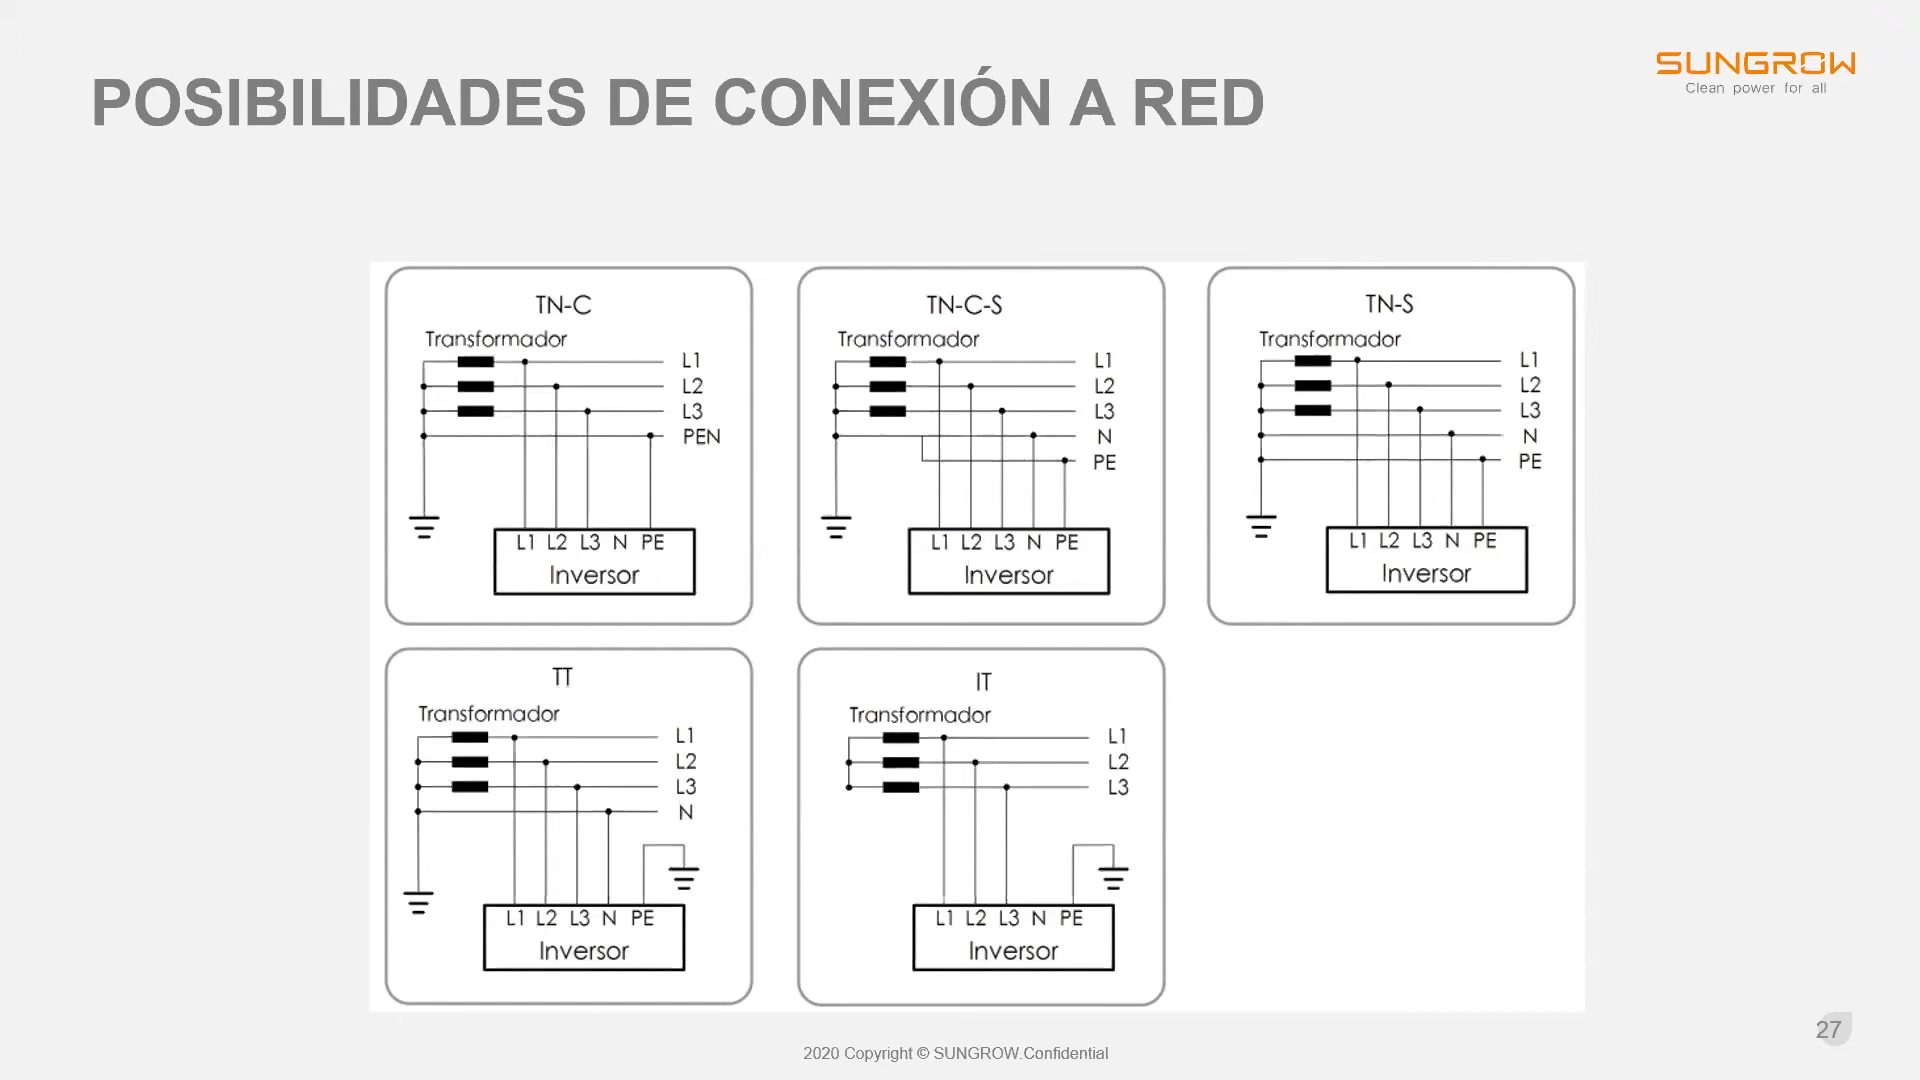 POSIBILIDADES DE CONEXIÓN A RED
SUNGROW
Clean power for all
TN-C
Transformador
L1
L2
L3
PEN
L1 L2 L3 N PE
Inversor
TN-C-S
Transformador
L1
L2
L3
N
PE
L1 L2 L3 N PE
Inversor
TN-S
Transformador
L1
L2
L3
N
PE
L1 L2 L3 N PE
Inversor
TT
Transformador
L1
L2
L3
N
L1 L2 L3 N PE
Inversor
IT
Transformador
L1
L2
L3
L1 L2 L3 N PE
Inversor
2020 Copyright © SUNGROW.Confidential
27